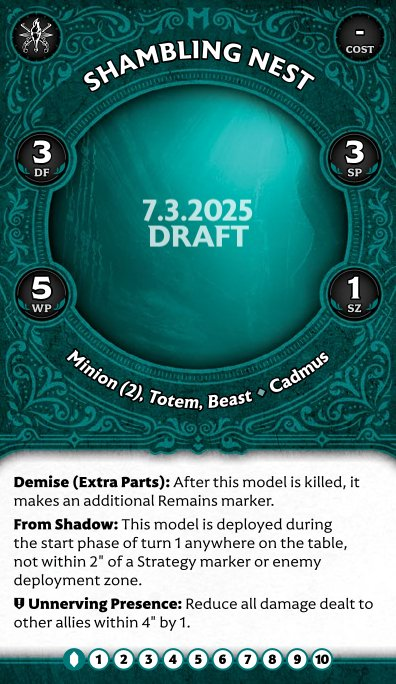 -
COST
SHAMBLING NEST
3
DF
3
SP
7.3.2025
DRAFT
5
WP
1
SZ
Minion (2), Totem, Beast ⬧ Cadmus
Demise (Extra Parts): After this model is killed, it
makes an additional Remains marker.
From Shadow: This model is deployed during
the start phase of turn 1 anywhere on the table,
not within 2" of a Strategy marker or enemy
deployment zone.
Unnerving Presence: Reduce all damage dealt to
other allies within 4" by 1.
1 2 3 4 5 6 7 8 9 10